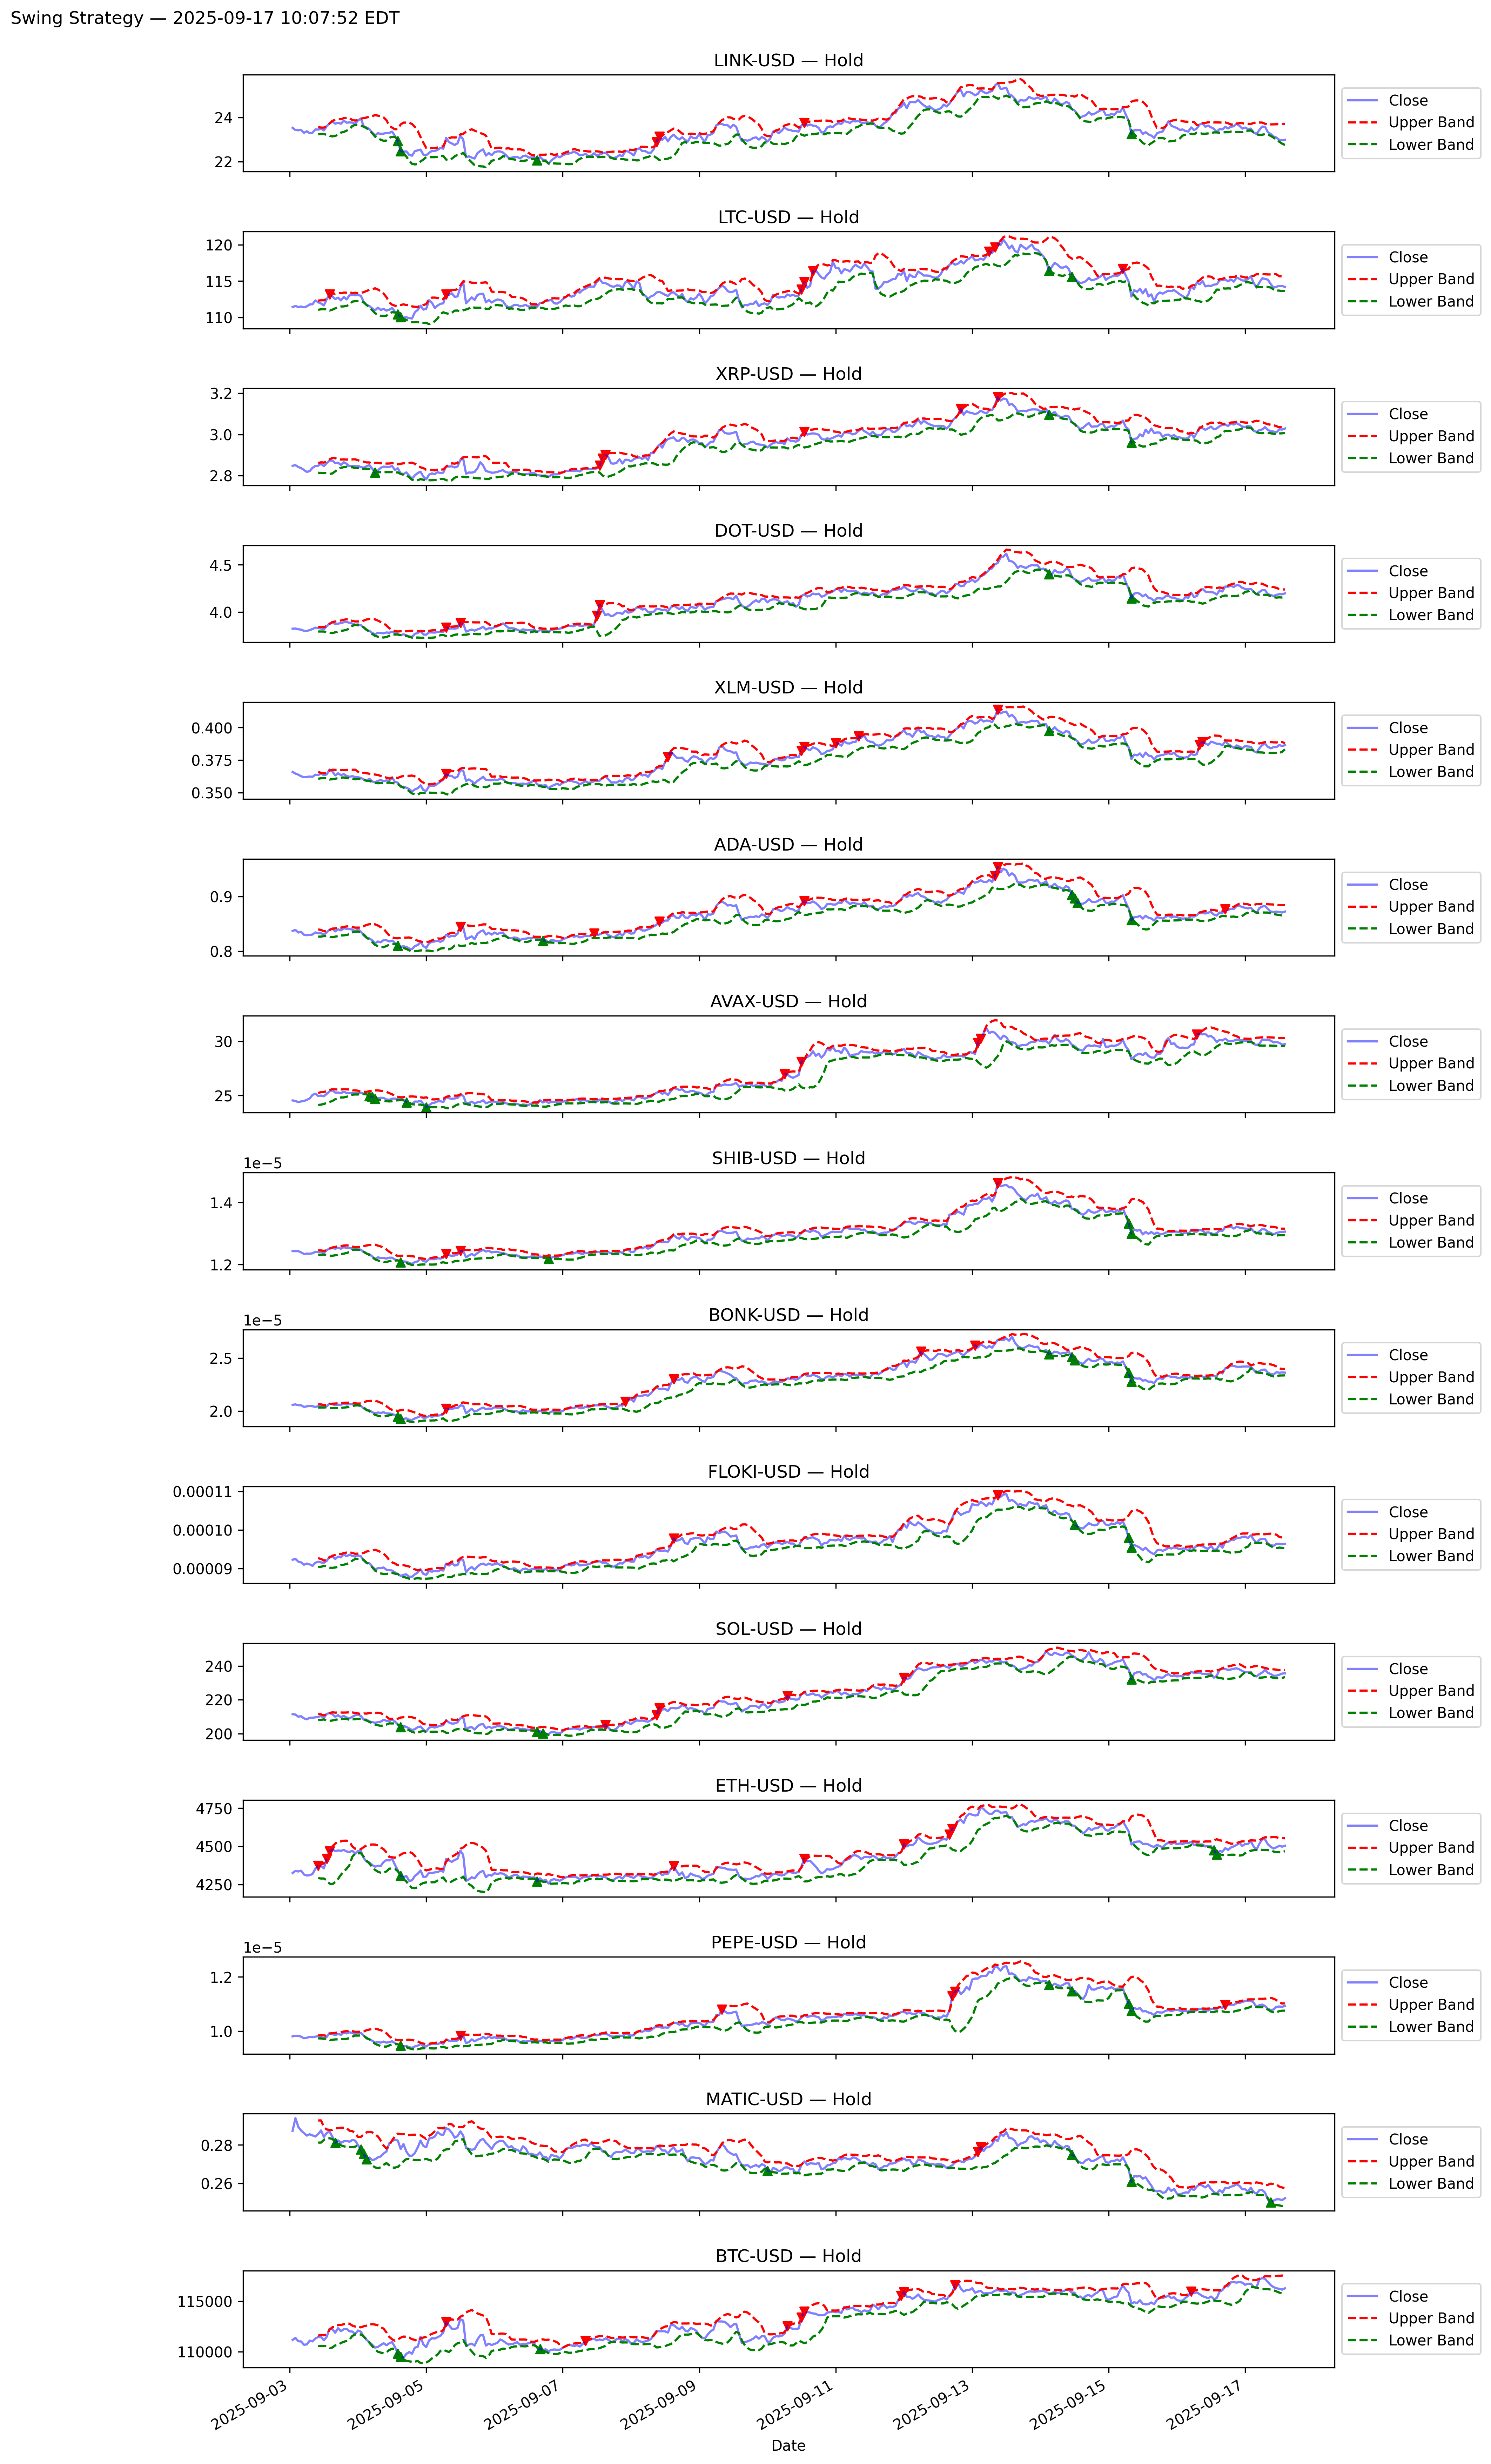 Swing Strategy — 2025-09-17 10:07:52 EDT
LINK-USD — Hold
24
22
Close
Upper Band
Lower Band
LTC-USD — Hold
120
115
110
Close
Upper Band
Lower Band
XRP-USD — Hold
3.2
3.0
2.8
Close
Upper Band
Lower Band
DOT-USD — Hold
4.5
4.0
Close
Upper Band
Lower Band
XLM-USD — Hold
0.400
0.375
0.350
Close
Upper Band
Lower Band
ADA-USD — Hold
0.9
0.8
Close
Upper Band
Lower Band
AVAX-USD — Hold
30
25
Close
Upper Band
Lower Band
SHIB-USD — Hold
1e−5
1.4
1.2
Close
Upper Band
Lower Band
BONK-USD — Hold
1e−5
2.5
2.0
Close
Upper Band
Lower Band
FLOKI-USD — Hold
0.00011
0.00010
0.00009
Close
Upper Band
Lower Band
SOL-USD — Hold
240
220
200
Close
Upper Band
Lower Band
ETH-USD — Hold
4750
4500
4250
Close
Upper Band
Lower Band
PEPE-USD — Hold
1e−5
1.2
1.0
Close
Upper Band
Lower Band
MATIC-USD — Hold
0.28
0.26
Close
Upper Band
Lower Band
BTC-USD — Hold
115000
110000
Close
Upper Band
Lower Band
2025-09-03
2025-09-05
2025-09-07
2025-09-09
2025-09-11
2025-09-13
2025-09-15
2025-09-17
Date